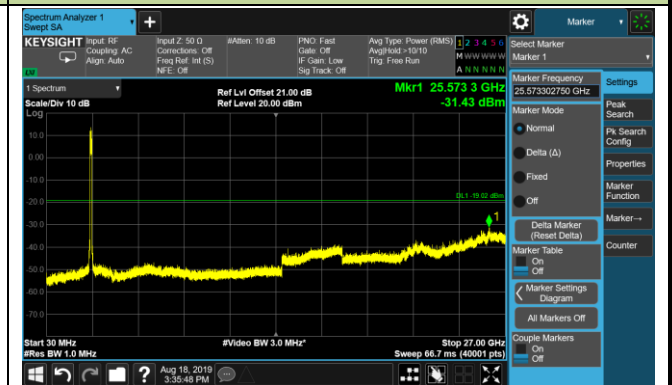 Spectrum Analyzer 1
Swept SA
Marker
KEYSIGHT
Input: RF
Coupling: AC
Align: Auto
Input Z: 50 Ω
Corrections: Off
Freq Ref: Int (S)
NFE: Off
#Atten: 10 dB
PNO: Fast
Gate: Off
IF Gain: Low
Sig Track: Off
Avg Type: Power (RMS)
Avg|Hold:>10/10
Trig: Free Run
1 2 3 4 5 6
M W W W W W
A N N N N N
1 Spectrum
Scale/Div 10 dB
Log
Ref Lvl Offset 21.00 dB
Ref Level 20.00 dBm
Mkr1 25.573 3 GHz
-31.43 dBm
10.0
0.00
-10.0
-20.0
-30.0
-40.0
-50.0
-60.0
-70.0
DL1 -19.02 dBm
1
Start 30 MHz
#Res BW 1.0 MHz
#Video BW 3.0 MHz*
Stop 27.00 GHz
Sweep 66.7 ms (40001 pts)
Select Marker
Marker 1
Marker Frequency
25.573302750 GHz
Marker Mode
Normal
Delta (Δ)
Fixed
Off
Delta Marker
(Reset Delta)
Marker Table
On
Off
Marker Settings
Diagram
All Markers Off
Couple Markers
On
Off
Settings
Peak
Search
Pk Search
Config
Properties
Marker
Function
Marker→
Counter
Aug 18, 2019
3:35:48 PM